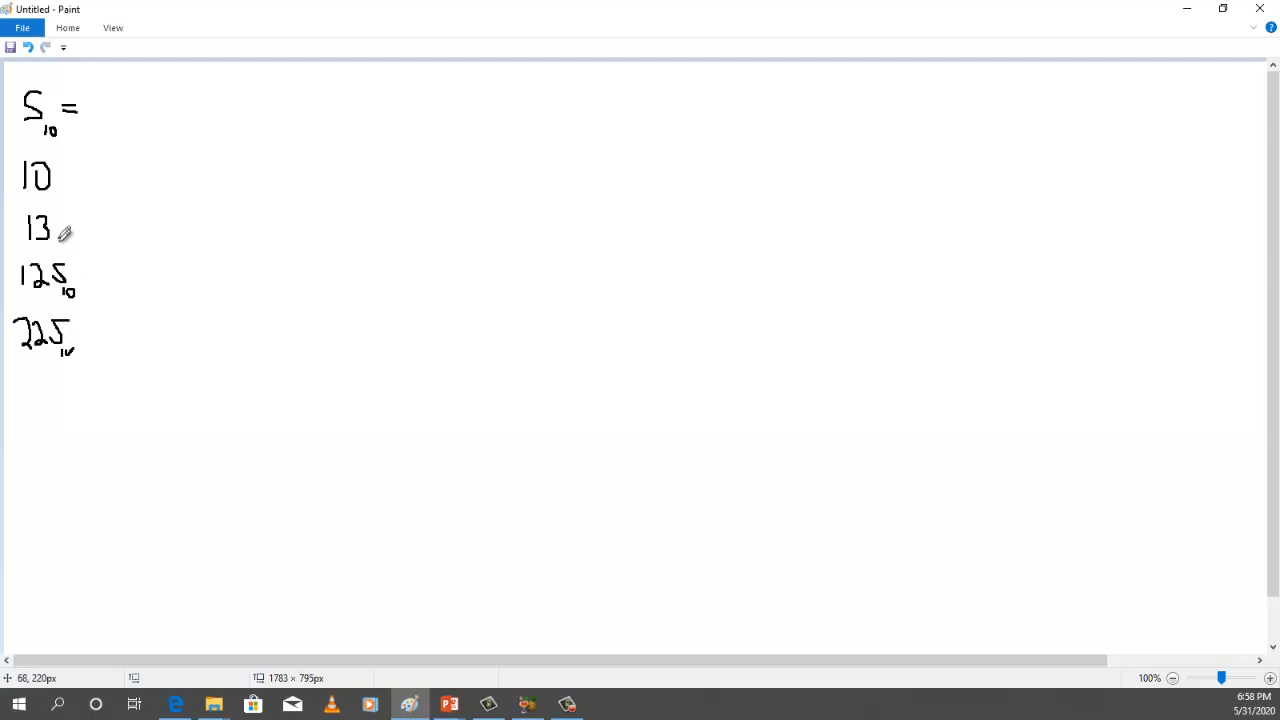 Untitled - Paint
File Home View
5₁₀ =
10
13
125₁₀
225₁₀
68, 220px 1783 × 795px 100%
6:58 PM
5/31/2020